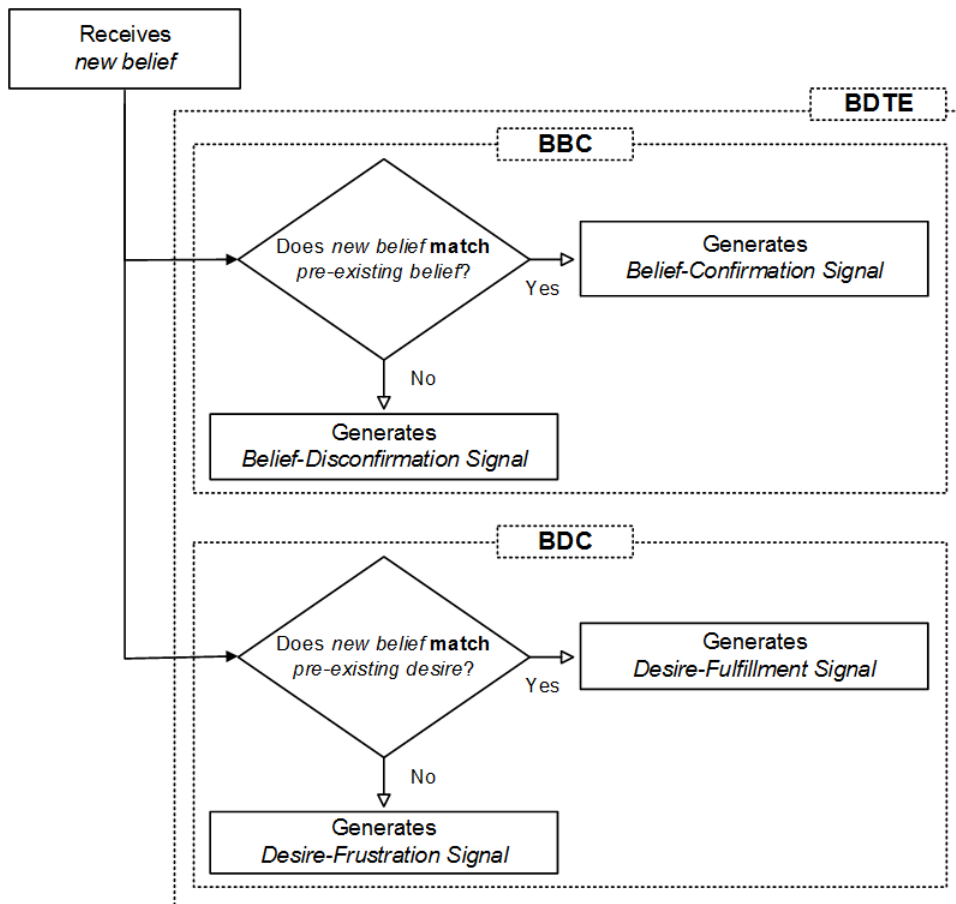 Receives
new belief
BDTE
BBC
Does new belief match
pre-existing belief?
Yes
Generates
Belief-Confirmation Signal
No
Generates
Belief-Disconfirmation Signal
BDC
Does new belief match
pre-existing desire?
Yes
Generates
Desire-Fulfillment Signal
No
Generates
Desire-Frustration Signal